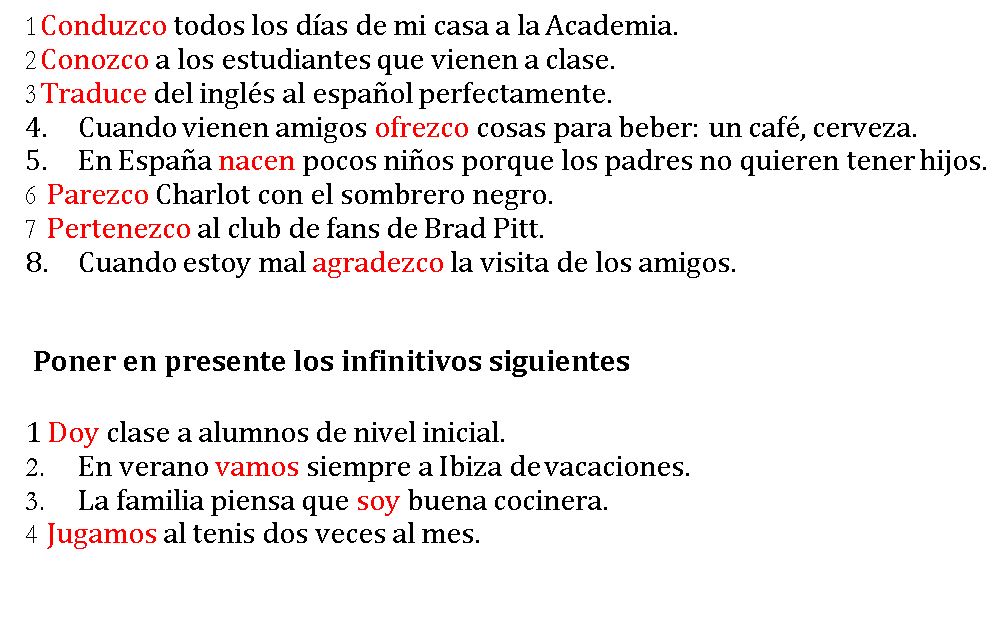 1 Conduzco todos los días de mi casa a la Academia.
2 Conozco a los estudiantes que vienen a clase.
3 Traduce del inglés al español perfectamente.
4. Cuando vienen amigos ofrezco cosas para beber: un café, cerveza.
5. En España nacen pocos niños porque los padres no quieren tener hijos.
6 Parezco Charlot con el sombrero negro.
7 Pertenezco al club de fans de Brad Pitt.
8. Cuando estoy mal agradezco la visita de los amigos.
Poner en presente los infinitivos siguientes
1 Doy clase a alumnos de nivel inicial.
2. En verano vamos siempre a Ibiza de vacaciones.
3. La familia piensa que soy buena cocinera.
4 Jugamos al tenis dos veces al mes.